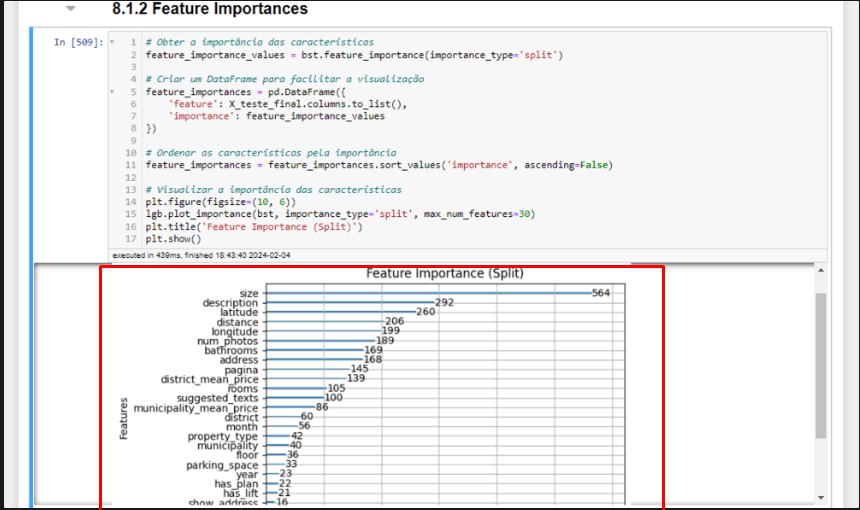 8.1.2 Feature Importances
In [509]:
1 # Obter a importância das características
2 feature_importance_values = bst.feature_importance(importance_type='split')
3
4 # Criar um DataFrame para facilitar a visualização
5 feature_importances = pd.DataFrame({
6 'feature': X_teste_final.columns.to_list(),
7 'importance': feature_importance_values
8 })
9
10 # Ordenar as características pela importância
11 feature_importances = feature_importances.sort_values('importance', ascending=False)
12
13 # Visualizar a importância das características
14 plt.figure(figsize=(10, 6))
15 lgb.plot_importance(bst, importance_type='split', max_num_features=30)
16 plt.title('Feature Importance (Split)')
17 plt.show()
executed in 439ms, finished 18:43:40 2024-02-04
Feature Importance (Split)
Features
size 564
description 292
latitude 260
distance 206
longitude 199
num_photos 189
bathrooms 169
address 168
pagina 145
district_mean_price 139
rooms 105
suggested_texts 100
municipality_mean_price 86
district 60
month 56
property_type 42
municipality 40
floor 36
parking_space 33
year 23
has_plan 22
has_lift 21
show_address 16